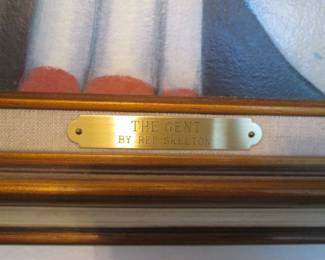 THE GENT
BY RED SKELTON